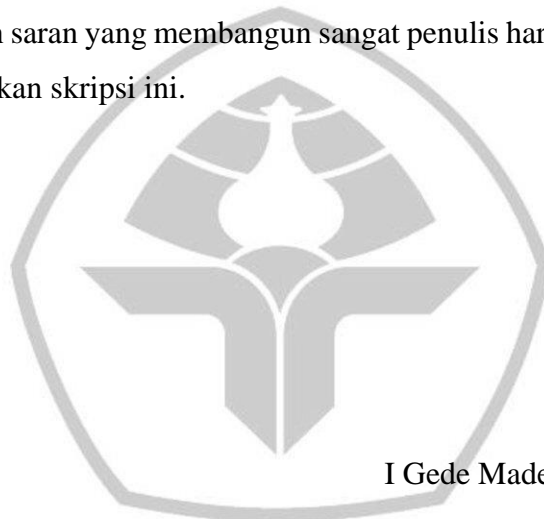 saran yang membangun sangat penulis har
kan skripsi ini.
I Gede Made